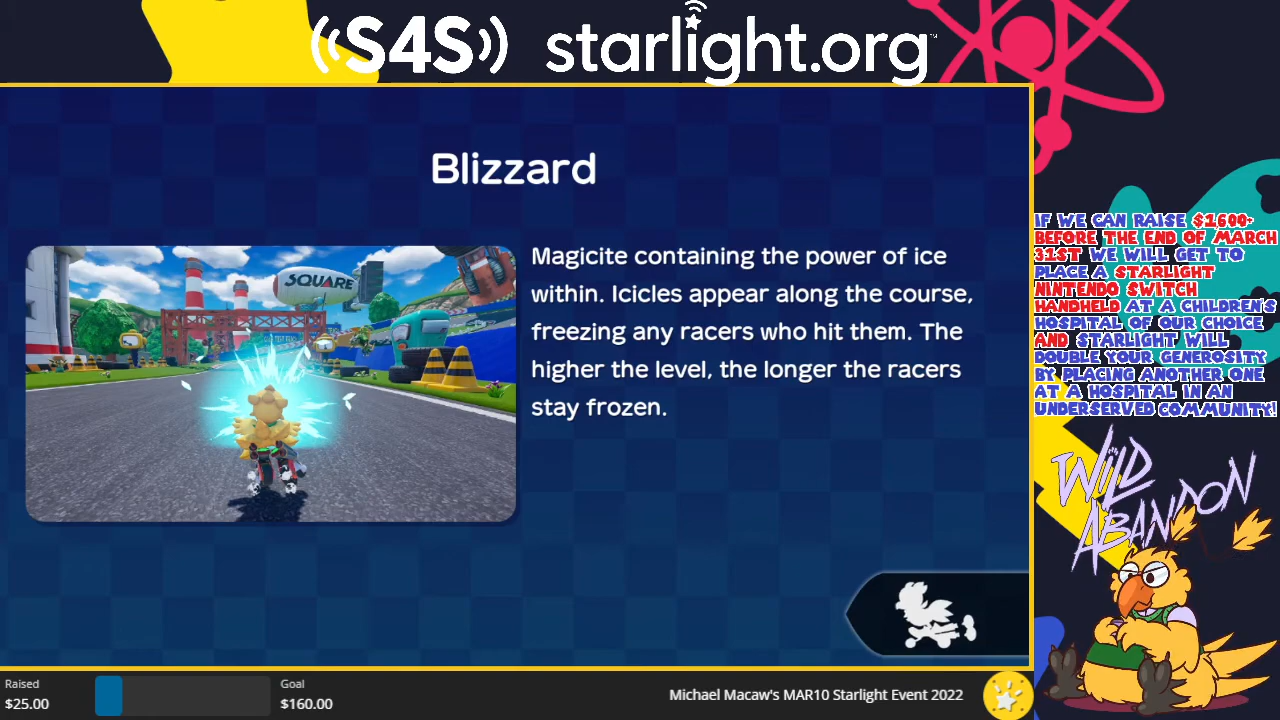 ((S4S)) starlight.org™
Blizzard
SQUARE
Magicite containing the power of ice
within. Icicles appear along the course,
freezing any racers who hit them. The
higher the level, the longer the racers
stay frozen.
IF WE CAN RAISE $1600+
BEFORE THE END OF MARCH
31ST WE WILL GET TO
PLACE A STARLIGHT
NINTENDO SWITCH
HANDHELD AT A CHILDREN'S
HOSPITAL OF OUR CHOICE
AND STARLIGHT WILL
DOUBLE YOUR GENEROSITY
BY PLACING ANOTHER ONE
AT A HOSPITAL IN AN
UNDERSERVED COMMUNITY!
WILD
ABANDON
Raised
$25.00
Goal
$160.00
Michael Macaw's MAR10 Starlight Event 2022